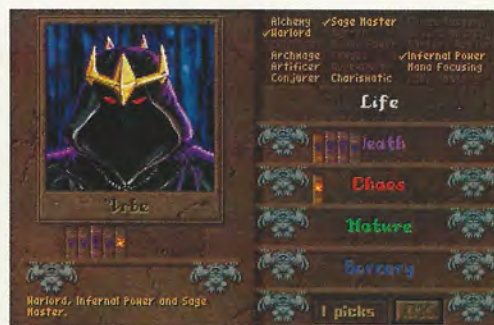 Alchemy ✓Sage Master
✓Warlord
Archmage ✓Infernal Power
Artificer Mana Focusing
Conjurer Charismatic
Life
Death
Chaos
Nature
Sorcery
Warlord, Infernal Power and Sage
Master.
1 picks OK